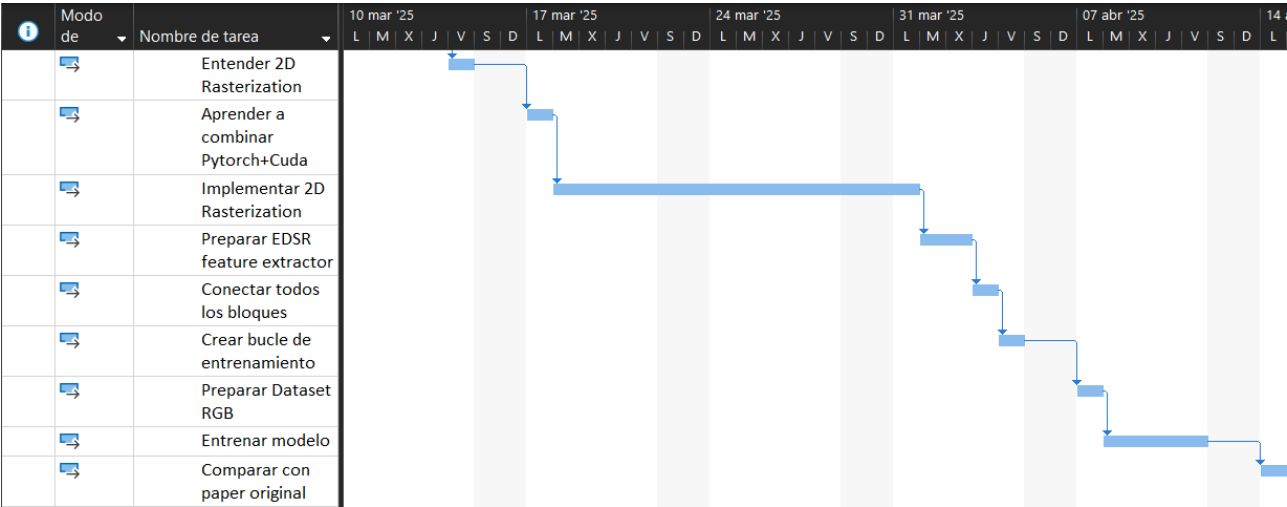 Modo de
Nombre de tarea
10 mar '25
17 mar '25
24 mar '25
31 mar '25
07 abr '25
14
L M X J V S D L M X J V S D L M X J V S D L M X J V S D L M X J V S D L
Entender 2D
Rasterization
Aprender a
combinar
Pytorch+Cuda
Implementar 2D
Rasterization
Preparar EDSR
feature extractor
Conectar todos
los bloques
Crear bucle de
entrenamiento
Preparar Dataset
RGB
Entrenar modelo
Comparar con
paper original